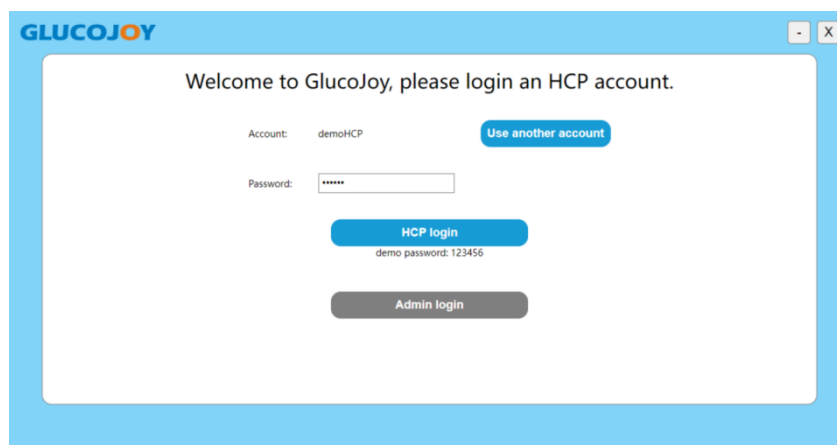 GLUCOJOY
- X
Welcome to GlucoJoy, please login an HCP account.
Account: demoHCP Use another account
Password: ••••••
HCP login
demo password: 123456
Admin login